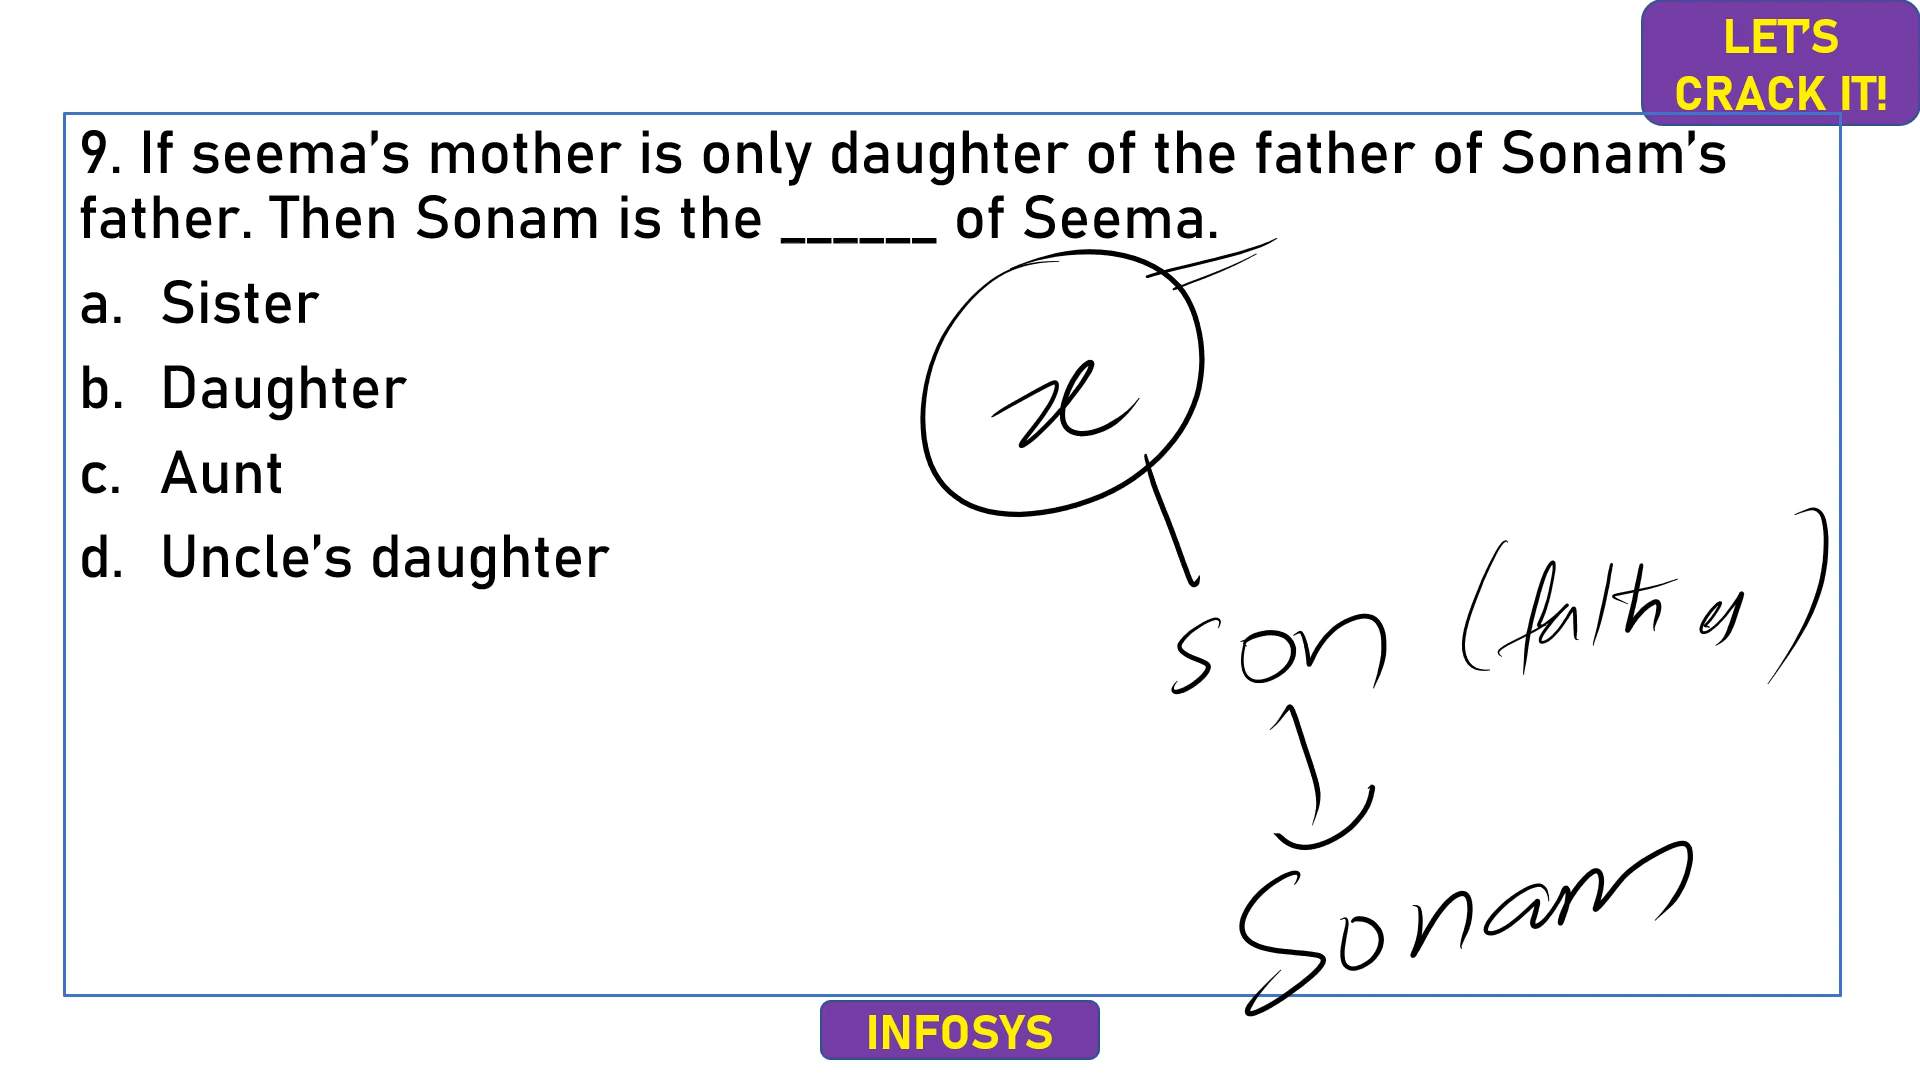 LET'S
CRACK IT!
9. If seema's mother is only daughter of the father of Sonam's
father. Then Sonam is the ______ of Seema.
a. Sister
b. Daughter
c. Aunt
d. Uncle's daughter
x
son (father)
Sonam
INFOSYS